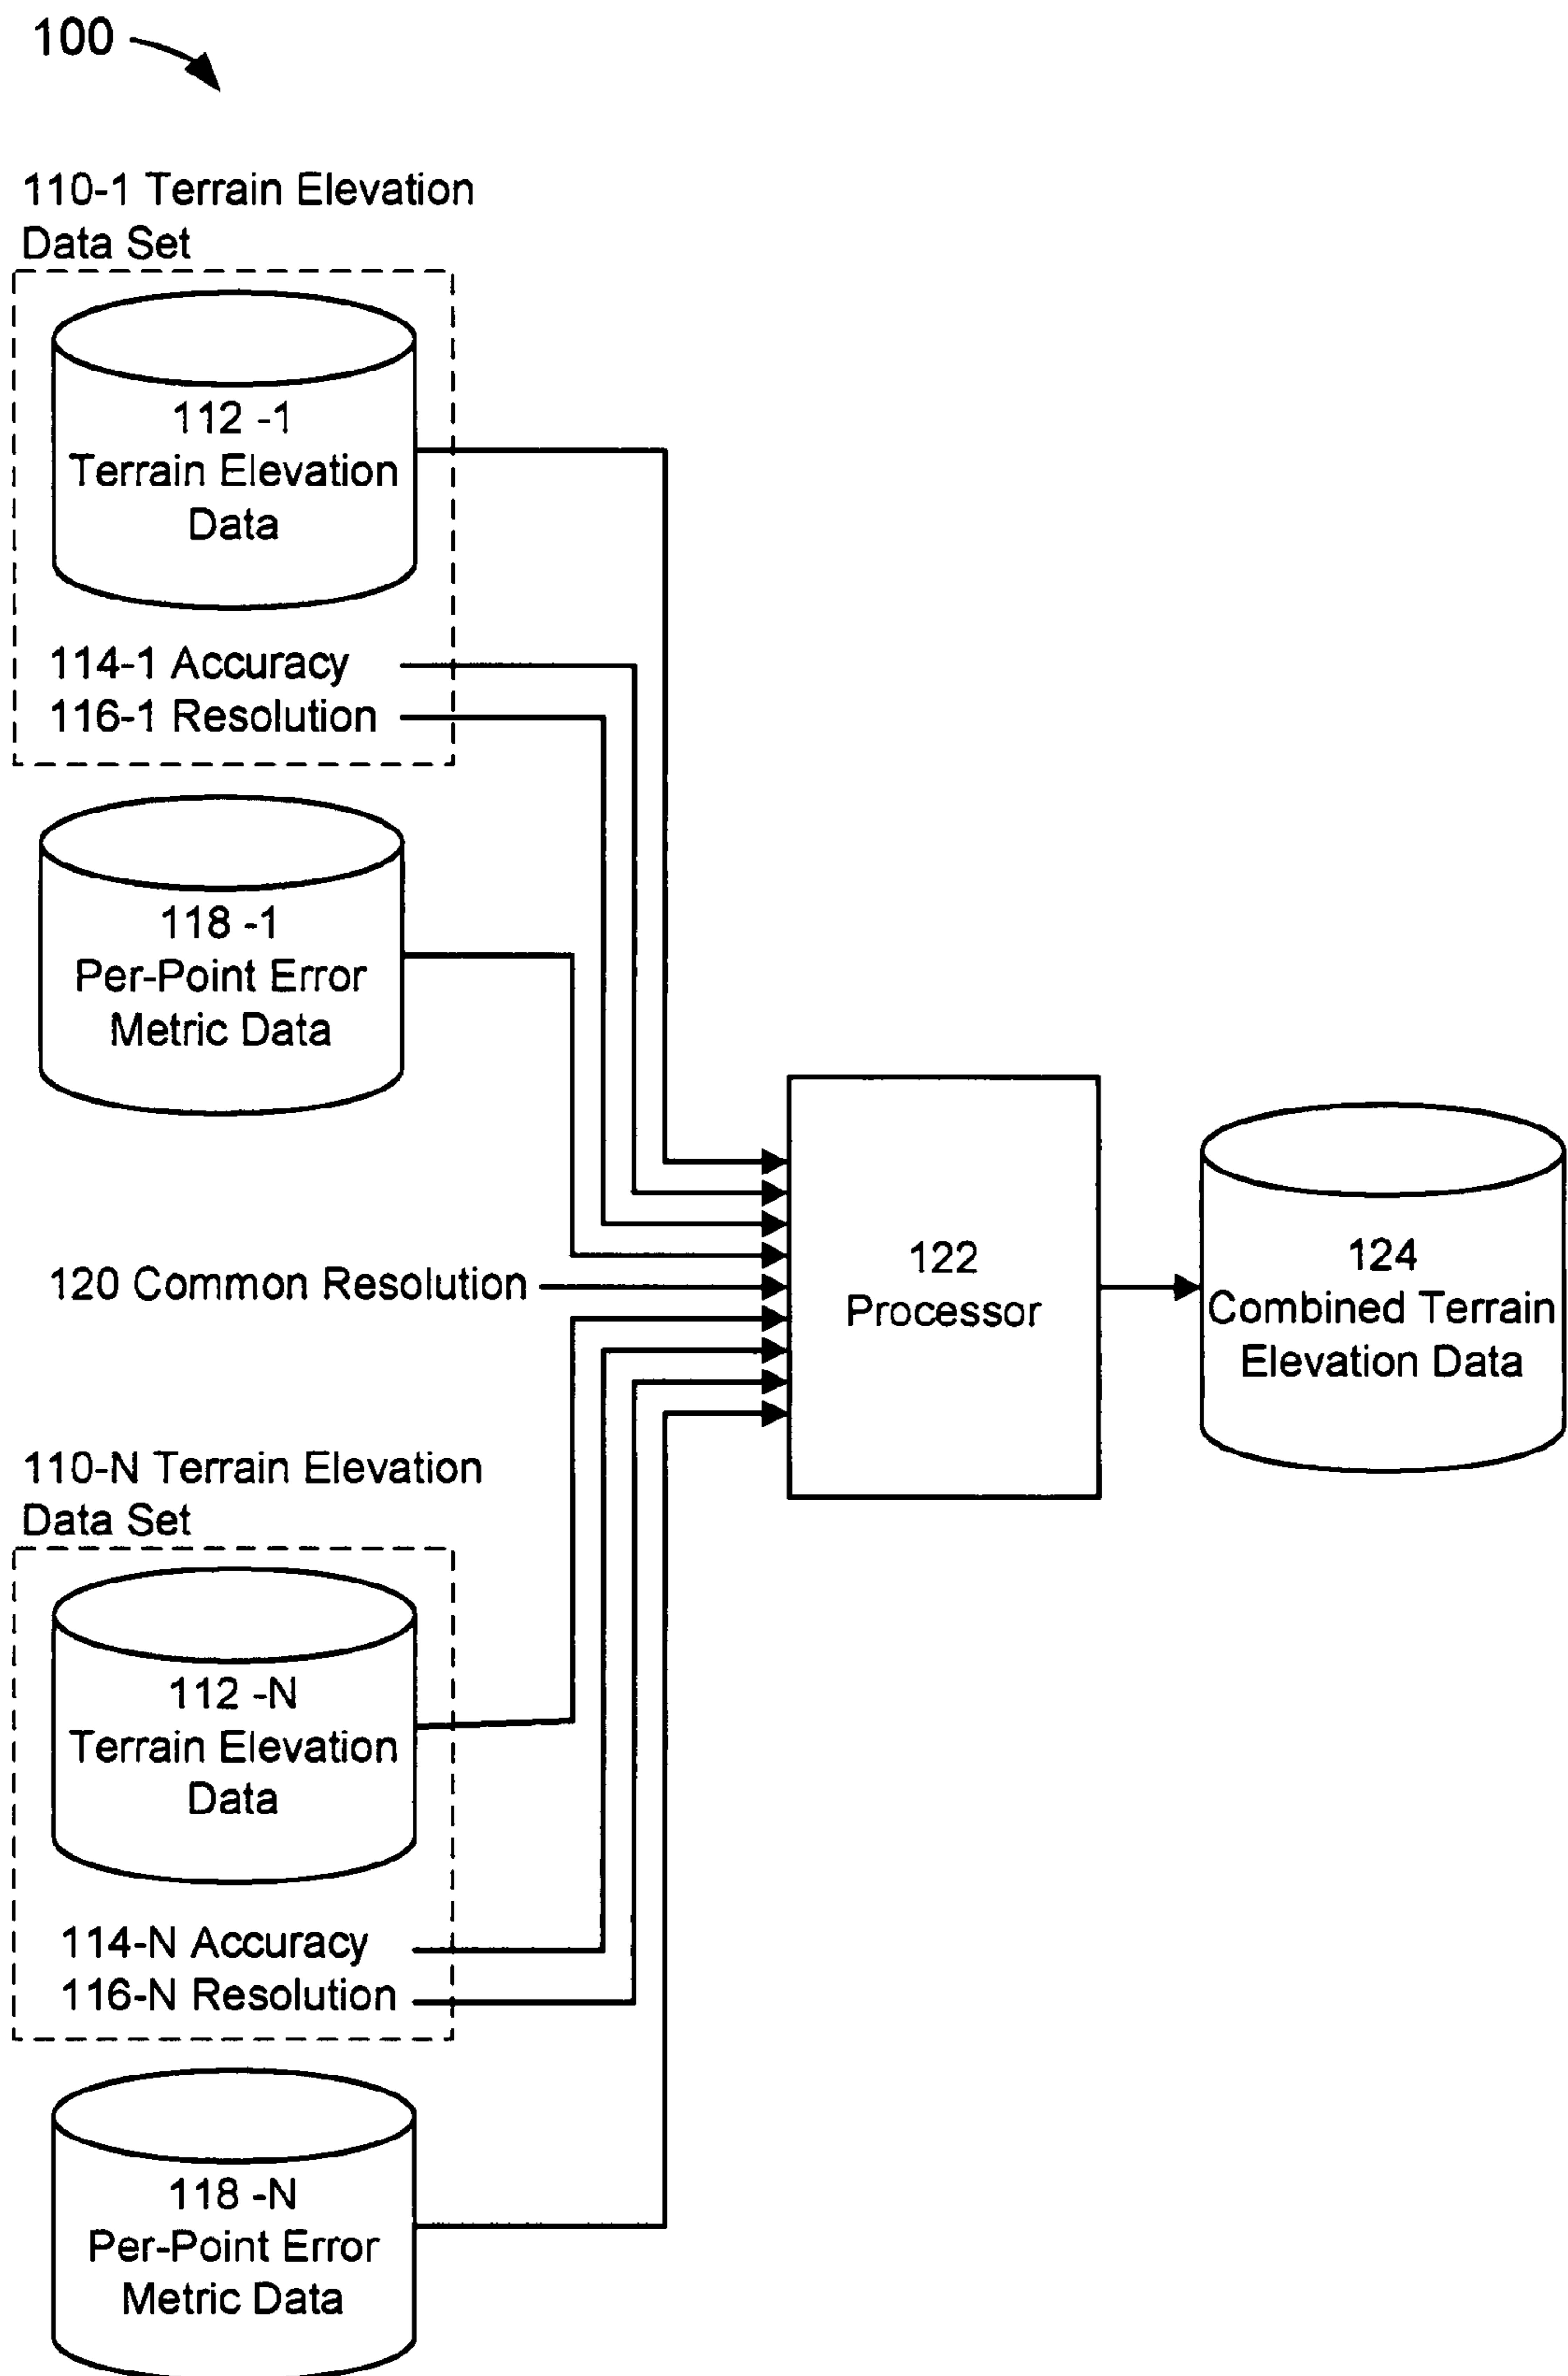 100
110-1 Terrain Elevation
Data Set
112 -1
Terrain Elevation
Data
114-1 Accuracy
116-1 Resolution
118 -1
Per-Point Error
Metric Data
120 Common Resolution
122
Processor
124
Combined Terrain
Elevation Data
110-N Terrain Elevation
Data Set
112 -N
Terrain Elevation
Data
114-N Accuracy
116-N Resolution
118 -N
Per-Point Error
Metric Data